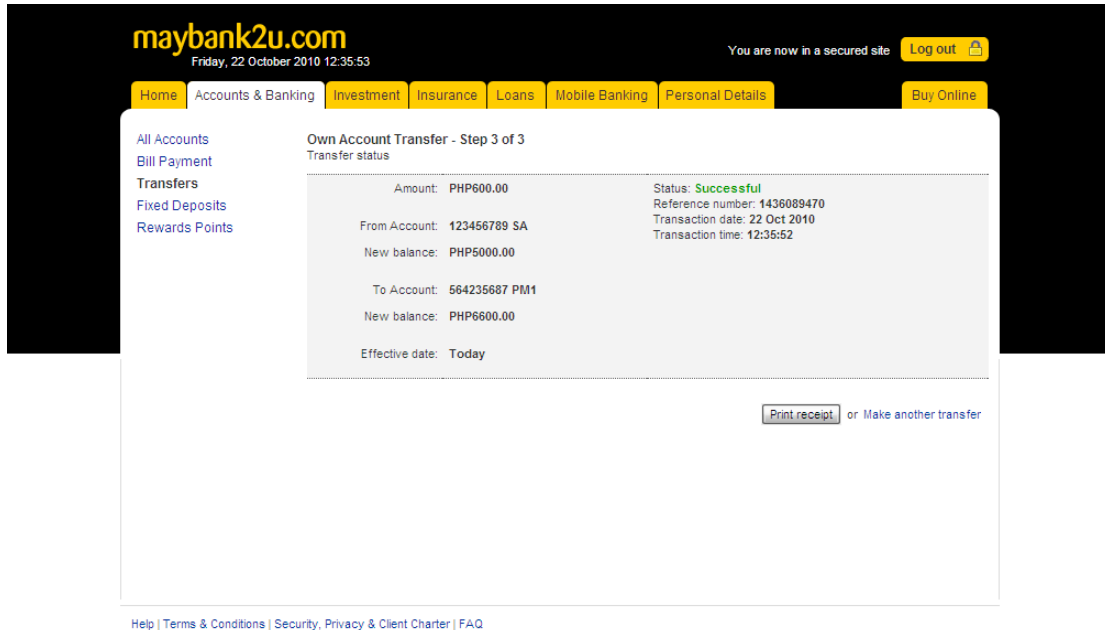 maybank2u.com
Friday, 22 October 2010 12:35:53
You are now in a secured site
Log out
Home Accounts & Banking Investment Insurance Loans Mobile Banking Personal Details Buy Online
All Accounts
Bill Payment
Transfers
Fixed Deposits
Rewards Points
Own Account Transfer - Step 3 of 3
Transfer status
Amount: PHP600.00
From Account: 123456789 SA
New balance: PHP5000.00
To Account: 564235687 PM1
New balance: PHP6600.00
Effective date: Today
Status: Successful
Reference number: 1436089470
Transaction date: 22 Oct 2010
Transaction time: 12:35:52
Print receipt or Make another transfer
Help | Terms & Conditions | Security, Privacy & Client Charter | FAQ